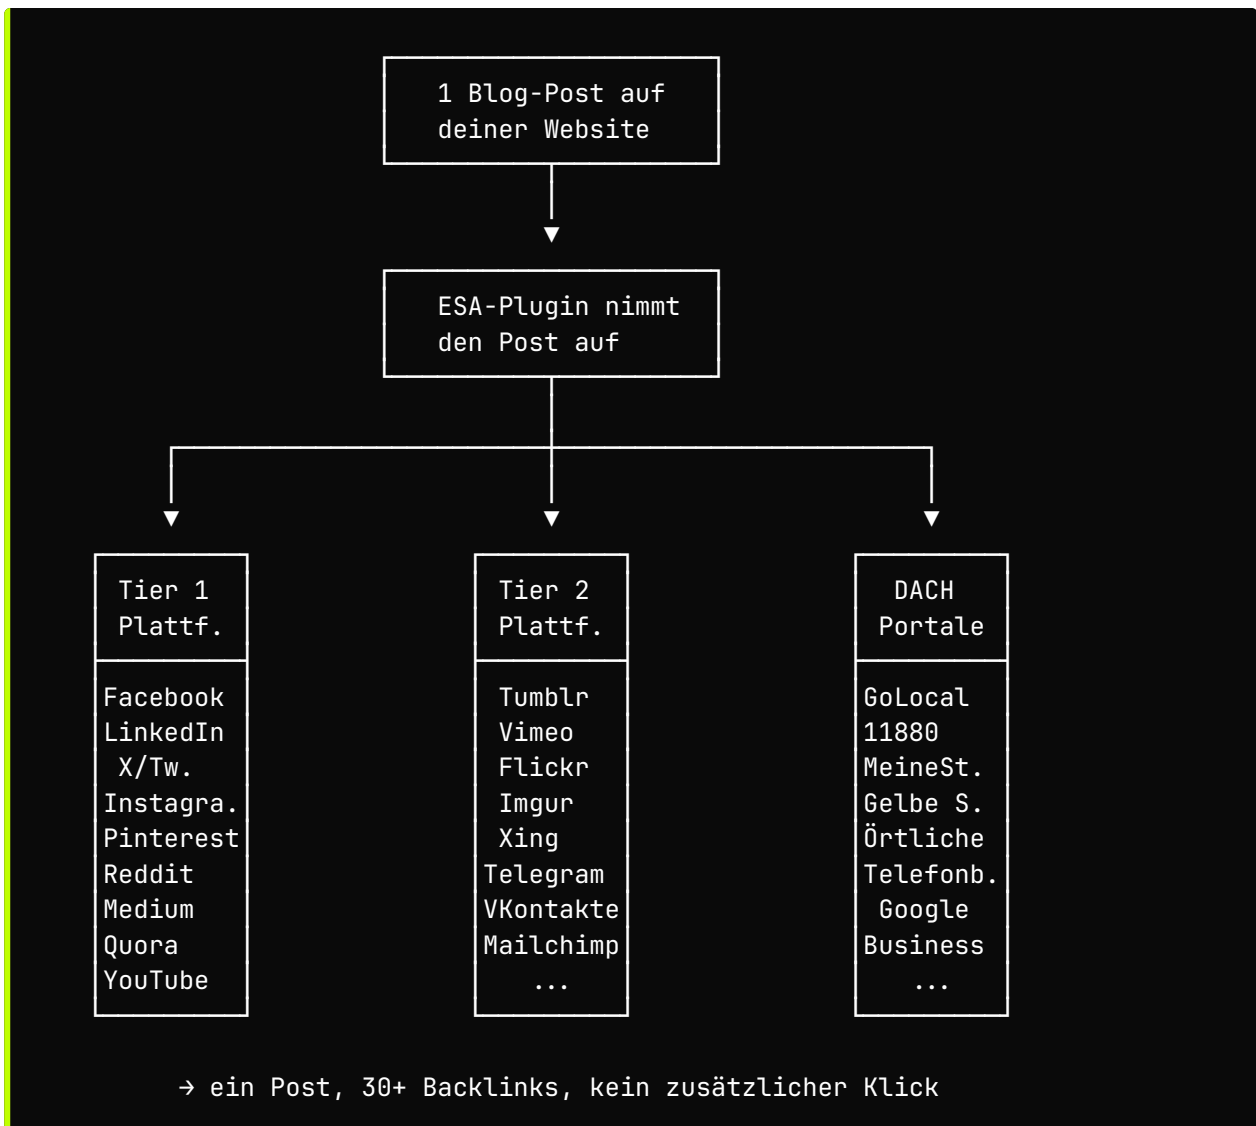 1 Blog-Post auf
deiner Website
ESA-Plugin nimmt
den Post auf
Tier 1
Plattf.
Facebook
LinkedIn
X/Tw.
Instagra.
Pinterest
Reddit
Medium
Quora
YouTube
Tier 2
Plattf.
Tumblr
Vimeo
Flickr
Imgur
Xing
Telegram
VKontakte
Mailchimp
...
DACH
Portale
GoLocal
11880
MeineSt.
Gelbe S.
Örtliche
Telefonb.
Google
Business
...
→ ein Post, 30+ Backlinks, kein zusätzlicher Klick